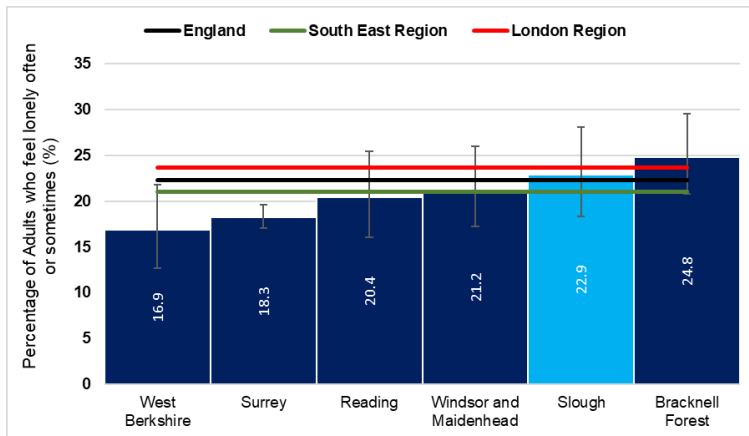 England South East Region London Region
Percentage of Adults who feel lonely often
or sometimes (%)
35
30
25
20
15
10
5
0
16.9 18.3 20.4 21.2 22.9 24.8
West Berkshire
Surrey
Reading
Windsor and Maidenhead
Slough
Bracknell Forest